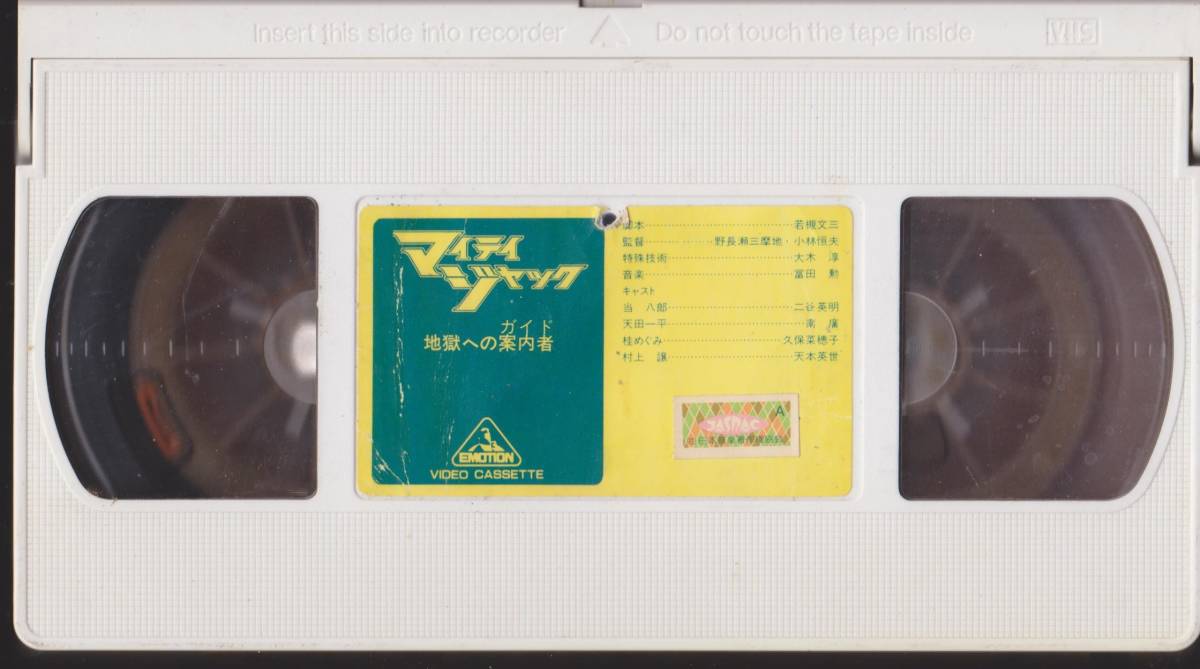 Insert this side into recorder
Do not touch the tape inside
VHS
マイティ
ジャック
ガイド
地獄への案内者
EMOTION
VIDEO CASSETTE
脚本 若槻文三
監督 野長瀬三摩地・小林恒夫
特殊技術 大木 淳
音楽 冨田 勲
キャスト
当 八郎 二谷英明
天田一平 南 廣
桂めぐみ 久保菜穂子
村上 譲 天本英世
A
JASRAC